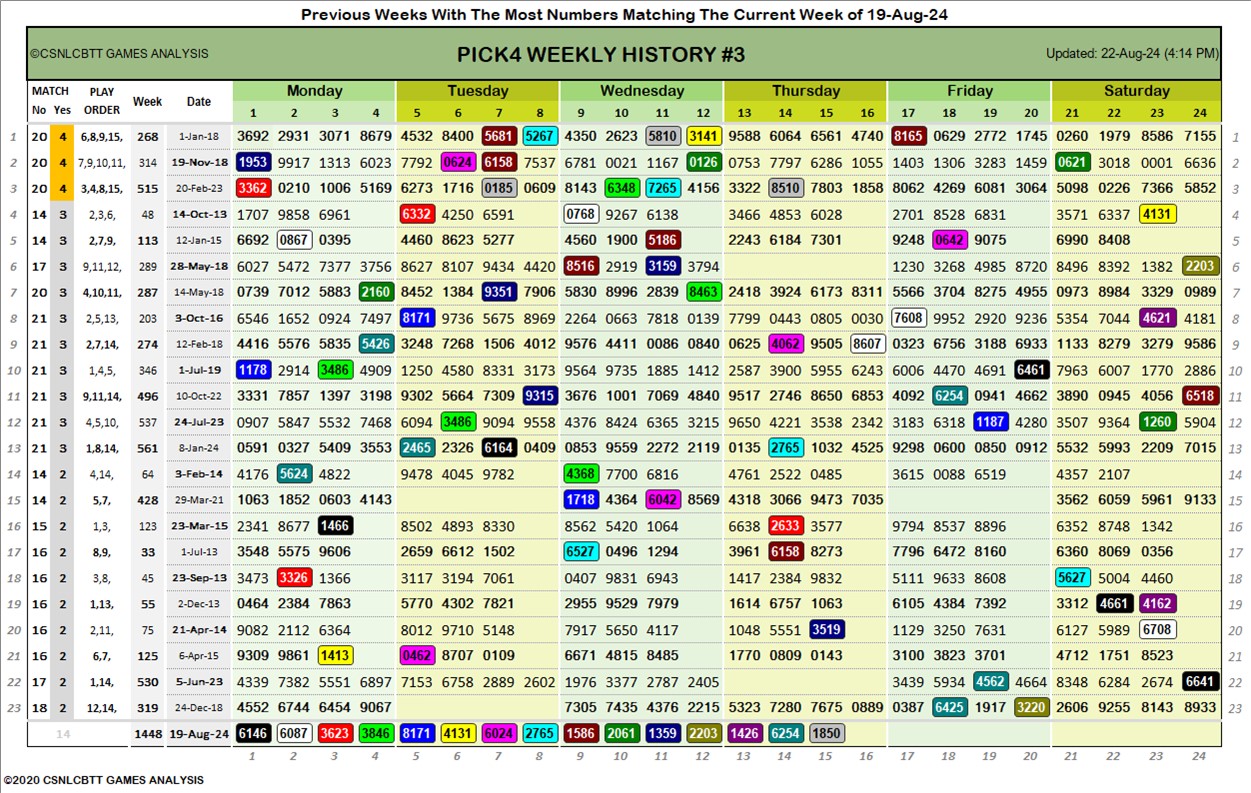 Previous Weeks With The Most Numbers Matching The Current Week of 19-Aug-24
©CSNLCBTT GAMES ANALYSIS PICK4 WEEKLY HISTORY #3 Updated: 22-Aug-24 (4:14 PM)
MATCH PLAY Week Date Monday Tuesday Wednesday Thursday Friday Saturday
No Yes ORDER 1 2 3 4 5 6 7 8 9 10 11 12 13 14 15 16 17 18 19 20 21 22 23 24
1 20 4 6,8,9,15, 268 1-Jan-18 3692 2931 3071 8679 4532 8400 5681 5267 4350 2623 5810 3141 9588 6064 6561 4740 8165 0629 2772 1745 0260 1979 8586 7155 1
2 20 4 7,9,10,11, 314 19-Nov-18 1953 9917 1313 6023 7792 0624 6158 7537 6781 0021 1167 0126 0753 7797 6286 1055 1403 1306 3283 1459 0621 3018 0001 6636 2
3 20 4 3,4,8,15, 515 20-Feb-23 3362 0210 1006 5169 6273 1716 0185 0609 8143 6348 7265 4156 3322 8510 7803 1858 8062 4269 6081 3064 5098 0226 7366 5852 3
4 14 3 2,3,6, 48 14-Oct-13 1707 9858 6961 6332 4250 6591 0768 9267 6138 3466 4853 6028 2701 8528 6831 3571 6337 4131 4
5 14 3 2,7,9, 113 12-Jan-15 6692 0867 0395 4460 8623 5277 4560 1900 5186 2243 6184 7301 9248 0642 9075 6990 8408 5
6 17 3 9,11,12, 289 28-May-18 6027 5472 7377 3756 8627 8107 9434 4420 8516 2919 3159 3794 1230 3268 4985 8720 8496 8392 1382 2203 6
7 20 3 4,10,11, 287 14-May-18 0739 7012 5883 2160 8452 1384 9351 7906 5830 8996 2839 8463 2418 3924 6173 8311 5566 3704 8275 4955 0973 8984 3329 0989 7
8 21 3 2,5,13, 203 3-Oct-16 6546 1652 0924 7497 8171 9736 5675 8969 2264 0663 7818 0139 7799 0443 0805 0030 7608 9952 2920 9236 5354 7044 4621 4181 8
9 21 3 2,7,14, 274 12-Feb-18 4416 5576 5835 5426 3248 7268 1506 4012 9576 4411 0086 0840 0625 4062 9505 8607 0323 6756 3188 6933 1133 8279 3279 9586 9
10 21 3 1,4,5, 346 1-Jul-19 1178 2914 3486 4909 1250 4580 8331 3173 9564 9735 1885 1412 2587 3900 5955 6243 6006 4470 4691 6461 7963 6007 1770 2886 10
11 21 3 9,11,14, 496 10-Oct-22 3331 7857 1397 3198 9302 5664 7309 9315 3676 1001 7069 4840 9517 2746 8650 6853 4092 6254 0941 4662 3890 0945 4056 6518 11
12 21 3 4,5,10, 537 24-Jul-23 0907 0727 5532 7468 6094 3486 9094 9558 4376 8424 6365 3215 9650 4221 3538 2342 3183 6318 1187 4280 3507 9364 1260 5904 12
13 21 3 1,8,14, 561 8-Jan-24 0591 0327 5409 3553 2465 2326 6164 0409 0853 9559 2272 2119 0135 2765 1032 4525 9298 0600 0850 0912 5532 5993 2209 7015 13
14 14 2 4,14, 64 3-Feb-14 4176 5624 4822 9478 4045 9782 4368 7700 6816 4761 2522 0485 3615 0088 6519 4357 2107 14
15 14 2 5,7, 428 29-Mar-21 1063 1852 0603 4143 1718 4364 6042 8569 4318 3066 9473 7035 3562 6059 5961 9133 15
16 15 2 1,3, 123 23-Mar-15 2341 8677 1466 8502 4893 8330 8562 5420 1064 6638 2633 3577 9794 8537 8896 6352 8748 1342 16
17 16 2 8,9, 33 1-Jul-13 3548 5575 9606 2659 6612 1502 6527 0496 1294 3961 6158 8273 7796 6472 8160 6360 8069 0356 17
18 16 2 3,8, 45 23-Sep-13 3473 3326 1366 3117 3194 7061 0407 9831 6943 1417 2384 9832 5111 9633 8608 5627 5004 4460 18
19 16 2 1,13, 55 2-Dec-13 0464 2384 7863 5770 4302 7821 2955 9529 7979 1614 6757 1063 6105 4384 7392 3312 4661 4162 19
20 16 2 2,11, 75 21-Apr-14 9082 2112 6364 8012 9710 5148 7917 5650 4117 1048 5551 3519 1129 3250 7631 6127 5989 6708 20
21 16 2 6,7, 125 6-Apr-15 9309 9861 1413 0462 8707 0109 6671 4815 8485 1770 0809 0143 3100 3823 3701 4712 1751 8523 21
22 17 2 1,14, 530 5-Jun-23 4339 7382 5551 6897 7153 6758 2889 2602 1976 3377 2787 2405 3439 5934 4562 4664 8348 6284 2674 6641 22
23 18 2 12,14, 319 24-Dec-18 4552 6744 6454 9067 7305 7435 4376 2215 5323 7280 7675 0889 0387 6425 1917 3220 2606 9255 8143 8933 23
14 1448 19-Aug-24 6146 6087 3623 3846 8171 4131 6024 2765 1586 2061 1359 2203 1426 6254 1850
1 2 3 4 5 6 7 8 9 10 11 12 13 14 15 16 17 18 19 20 21 22 23 24
©2020 CSNLCBTT GAMES ANALYSIS